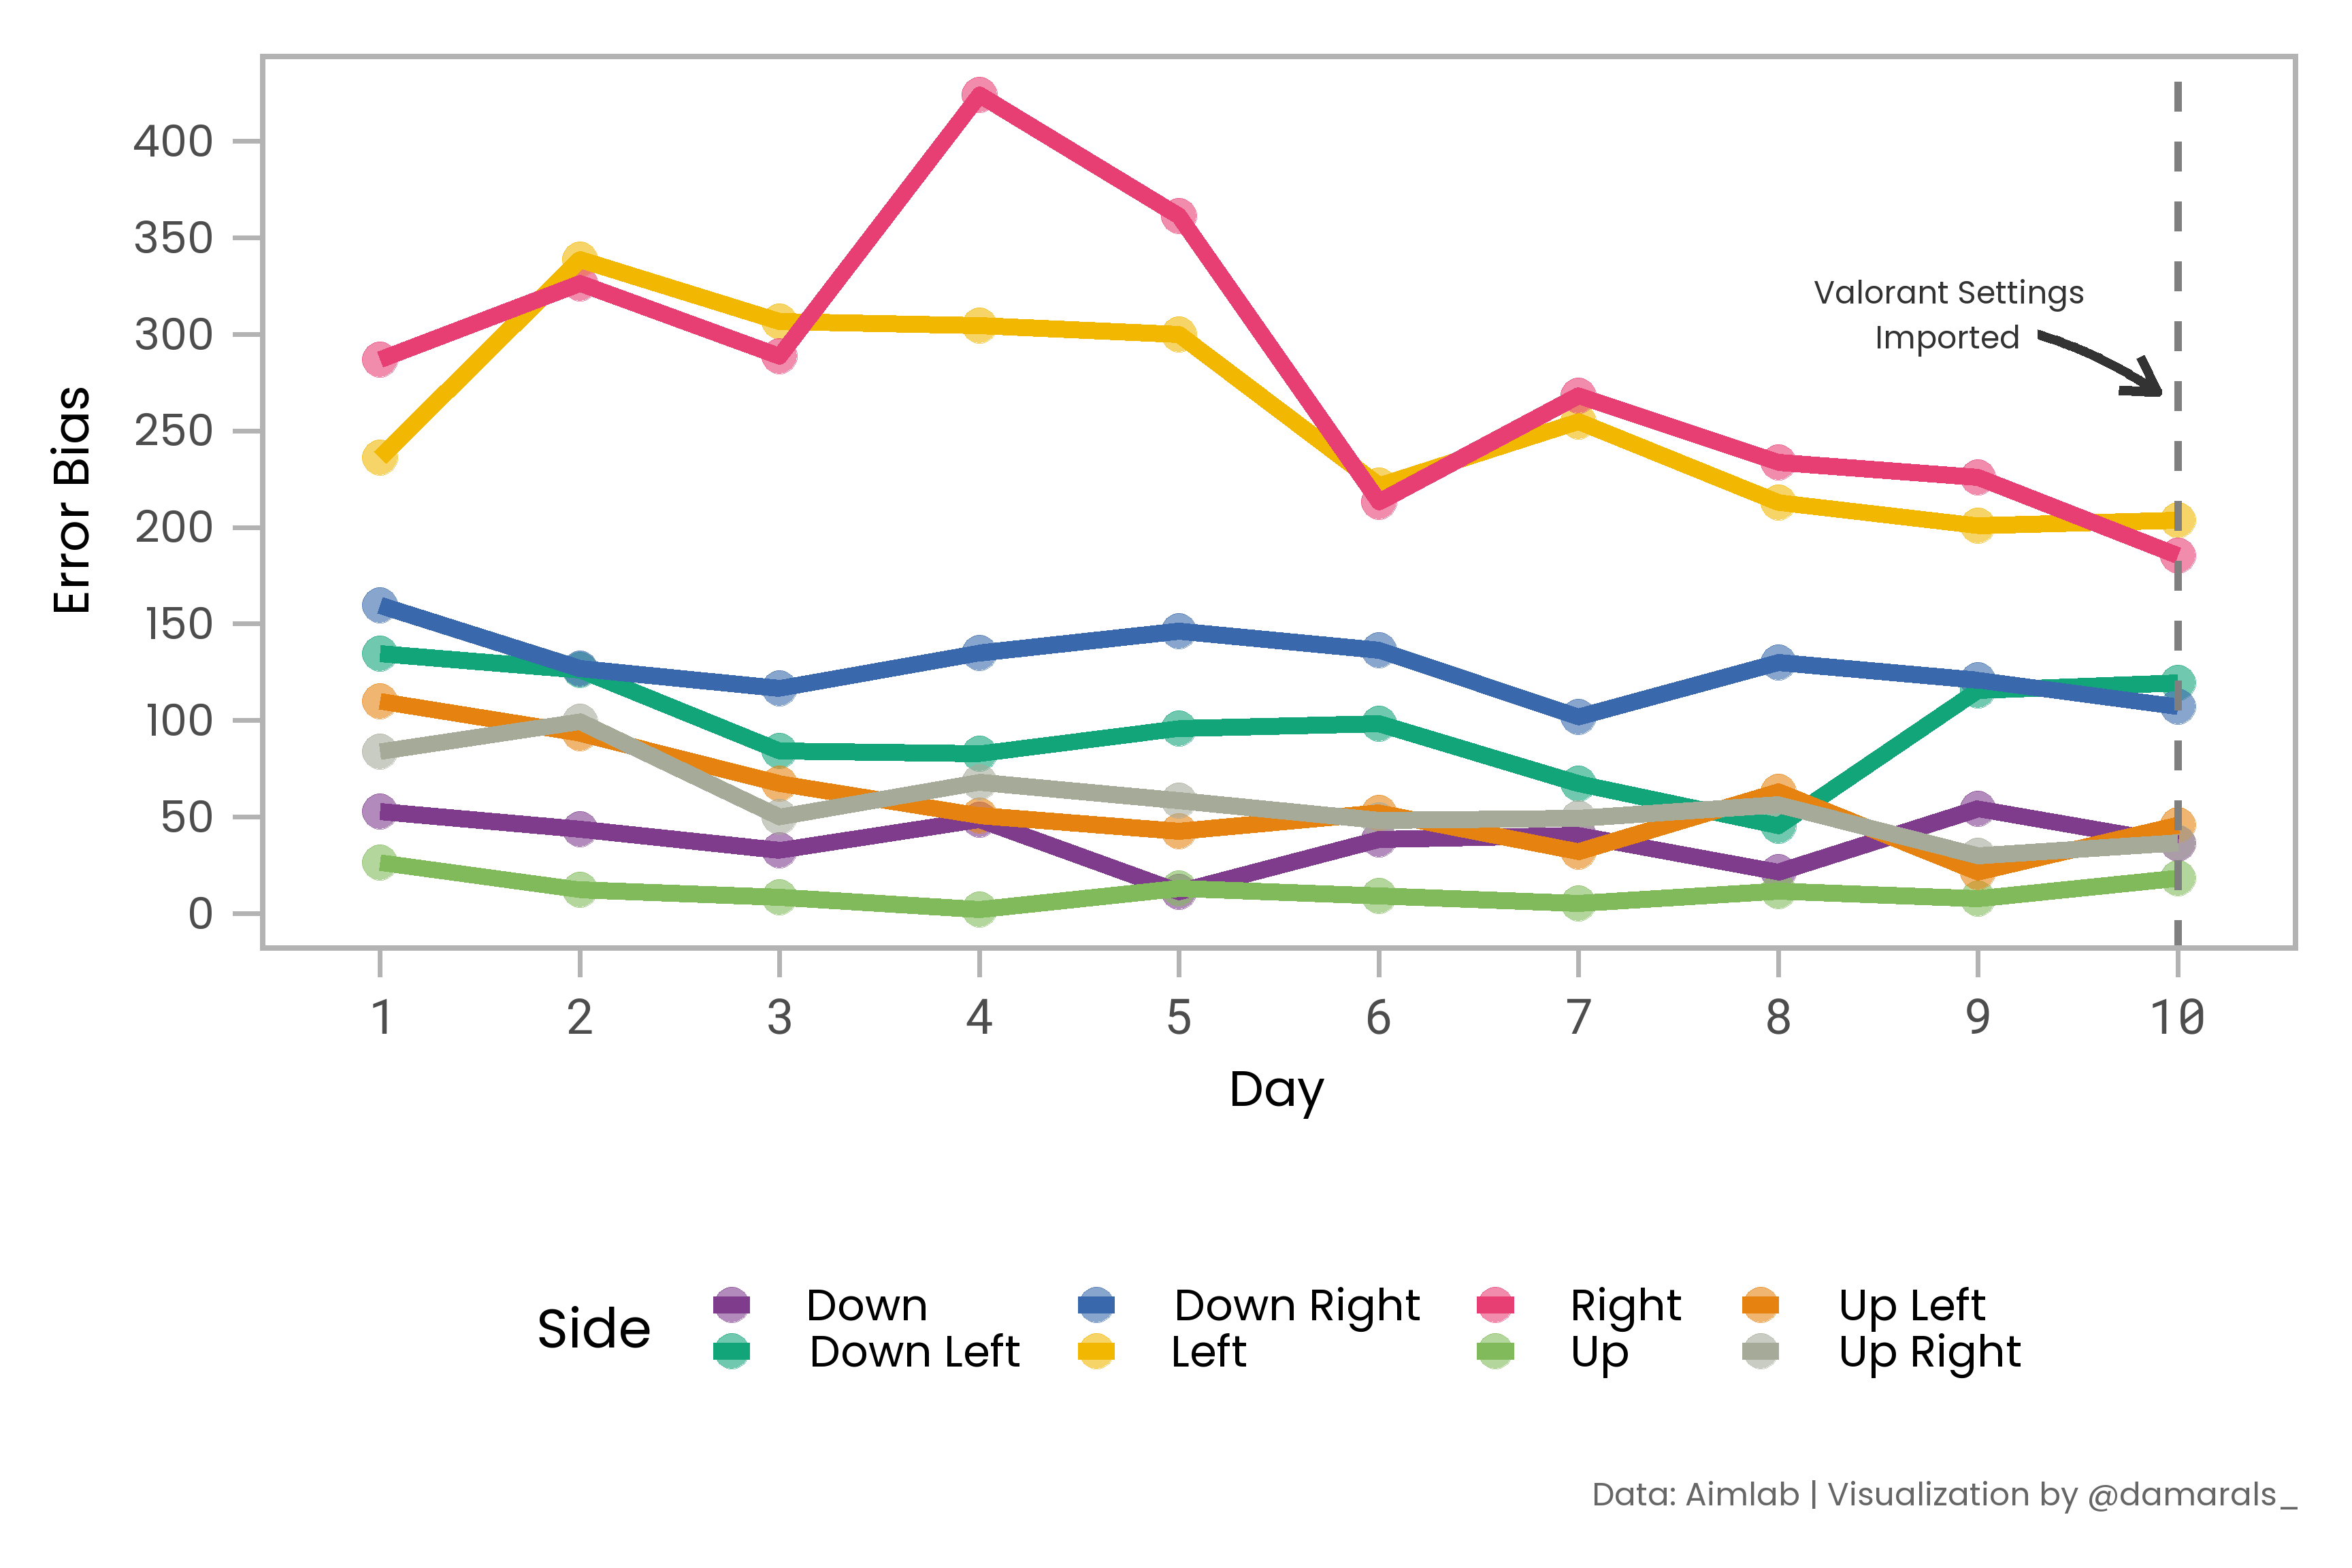 400
350
300
250
200
150
100
50
0
Error Bias
Valorant Settings
Imported
1 2 3 4 5 6 7 8 9 10
Day
Side
Down Down Right Right Up Left
Down Left Left Up Up Right
Data: Aimlab | Visualization by @damarals_